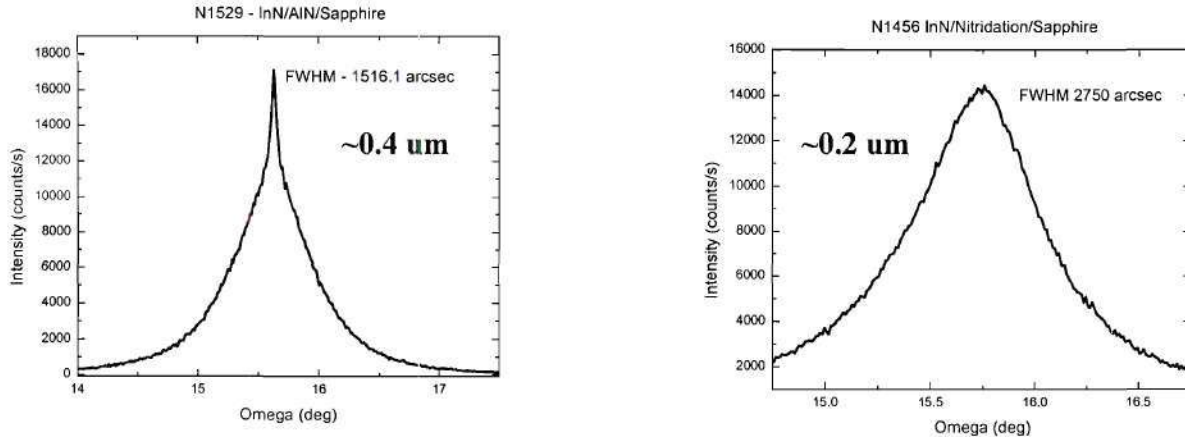 N1529 - InN/AlN/Sapphire
18000
16000
14000
12000
10000
8000
6000
4000
2000
0
FWHM - 1516.1 arcsec
~0.4 um
Intensity (counts/s)
14
15
16
17
Omega (deg)
N1456 InN/Nitridation/Sapphire
16000
14000
12000
10000
8000
6000
4000
2000
FWHM 2750 arcsec
~0.2 um
Intensity (counts/s)
15.0
15.5
16.0
16.5
Omega (deg)